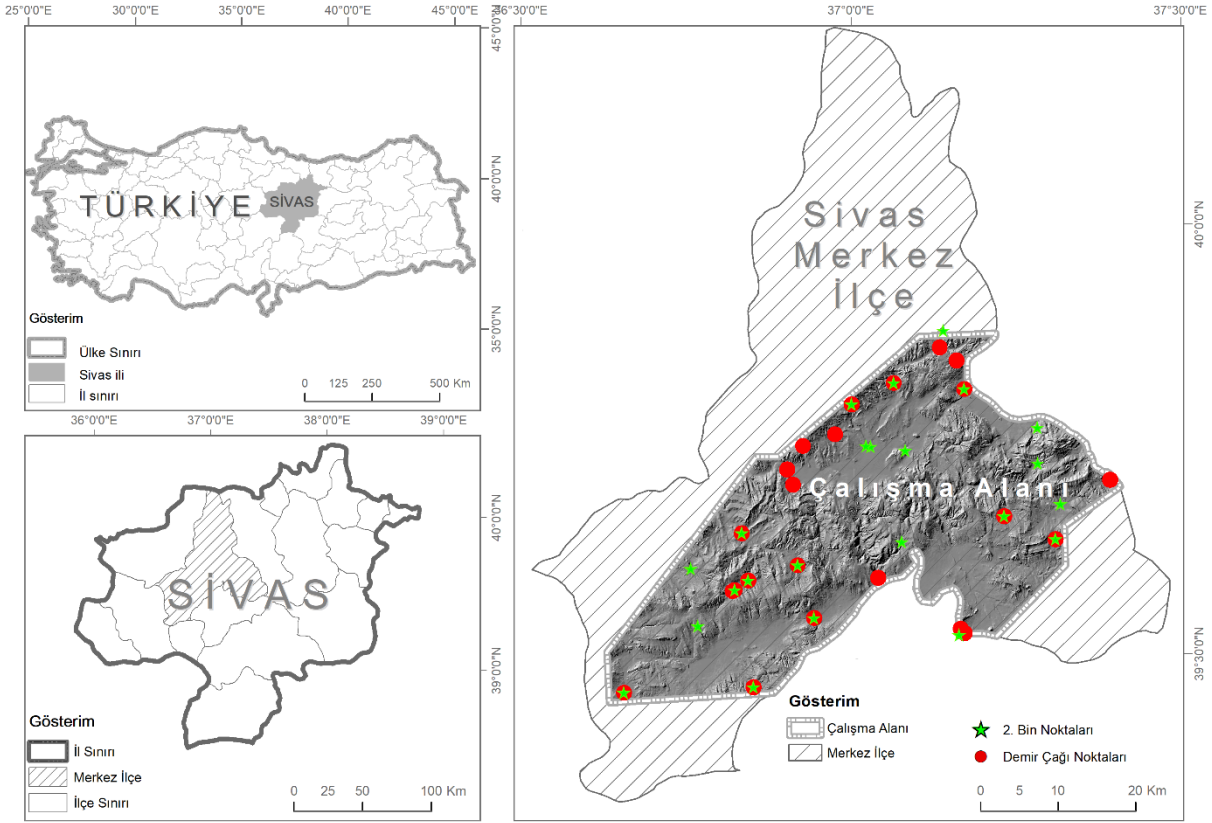 25°0'0"E 30°0'0"E 35°0'0"E 40°0'0"E 45°0'0"E
45°0'0"N
40°0'0"N
35°0'0"N
TÜRKİYE
SİVAS
Gösterim
Ülke Sınırı
Sivas ili
İl sınırı
0 125 250 500 Km
36°0'0"E 37°0'0"E 38°0'0"E 39°0'0"E
40°0'0"N
39°0'0"N
SİVAS
Gösterim
İl Sınırı
Merkez İlçe
İlçe Sınırı
0 25 50 100 Km
36°30'0"E 37°0'0"E 37°30'0"E
40°0'0"N
39°30'0"N
Sivas
Merkez
İlçe
Çalışma Alanı
Gösterim
Çalışma Alanı
Merkez İlçe
2. Bin Noktaları
Demir Çağı Noktaları
0 5 10 20 Km